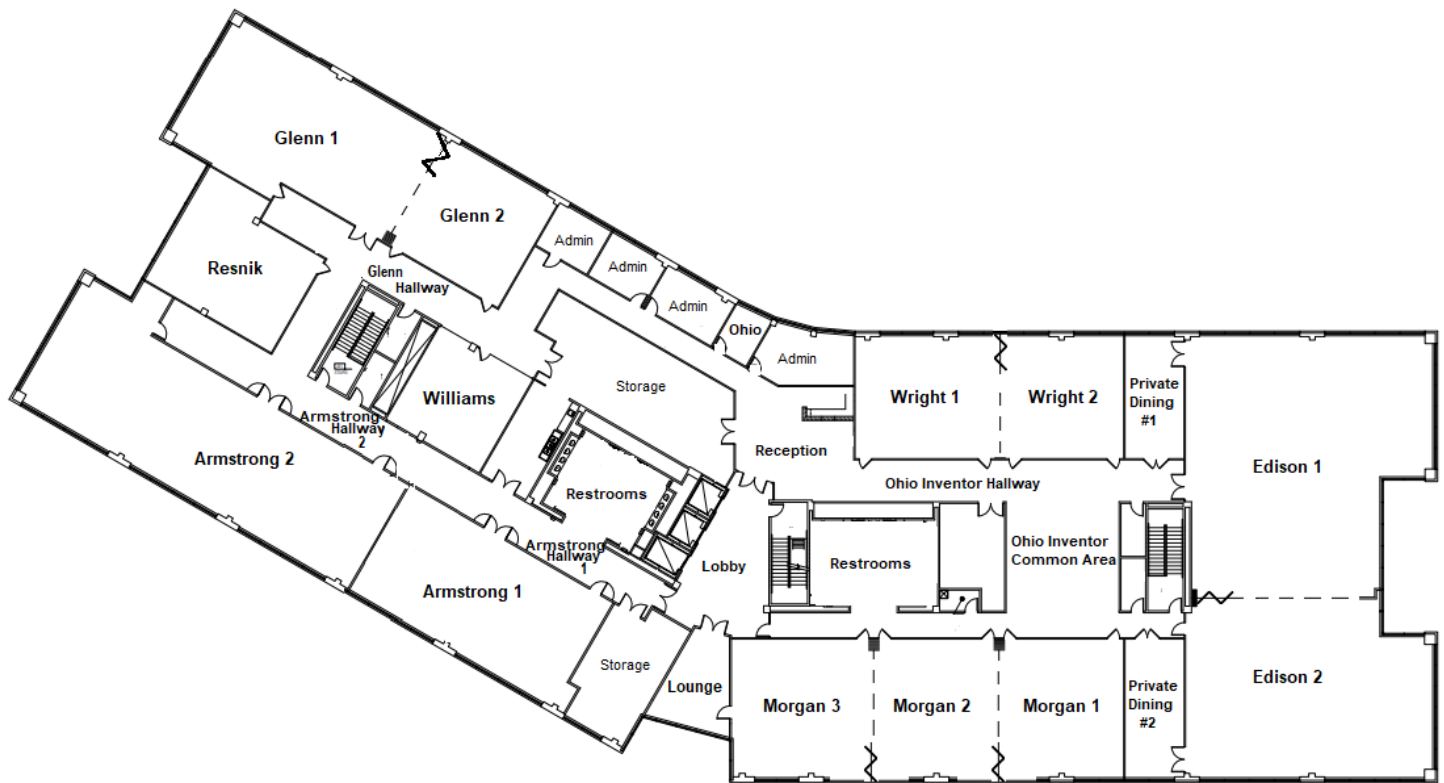 Glenn 1
Glenn 2
Admin
Admin
Resnik
Glenn
Hallway
Admin
Ohio
Admin
Storage
Williams
Wright 1
Wright 2
Private
Dining
#1
Armstrong
Hallway
2
Reception
Armstrong 2
Edison 1
Ohio Inventor Hallway
Restrooms
Armstrong
Hallway
1
Lobby
Restrooms
Ohio Inventor
Common Area
Armstrong 1
Storage
Lounge
Morgan 3
Morgan 2
Morgan 1
Private
Dining
#2
Edison 2